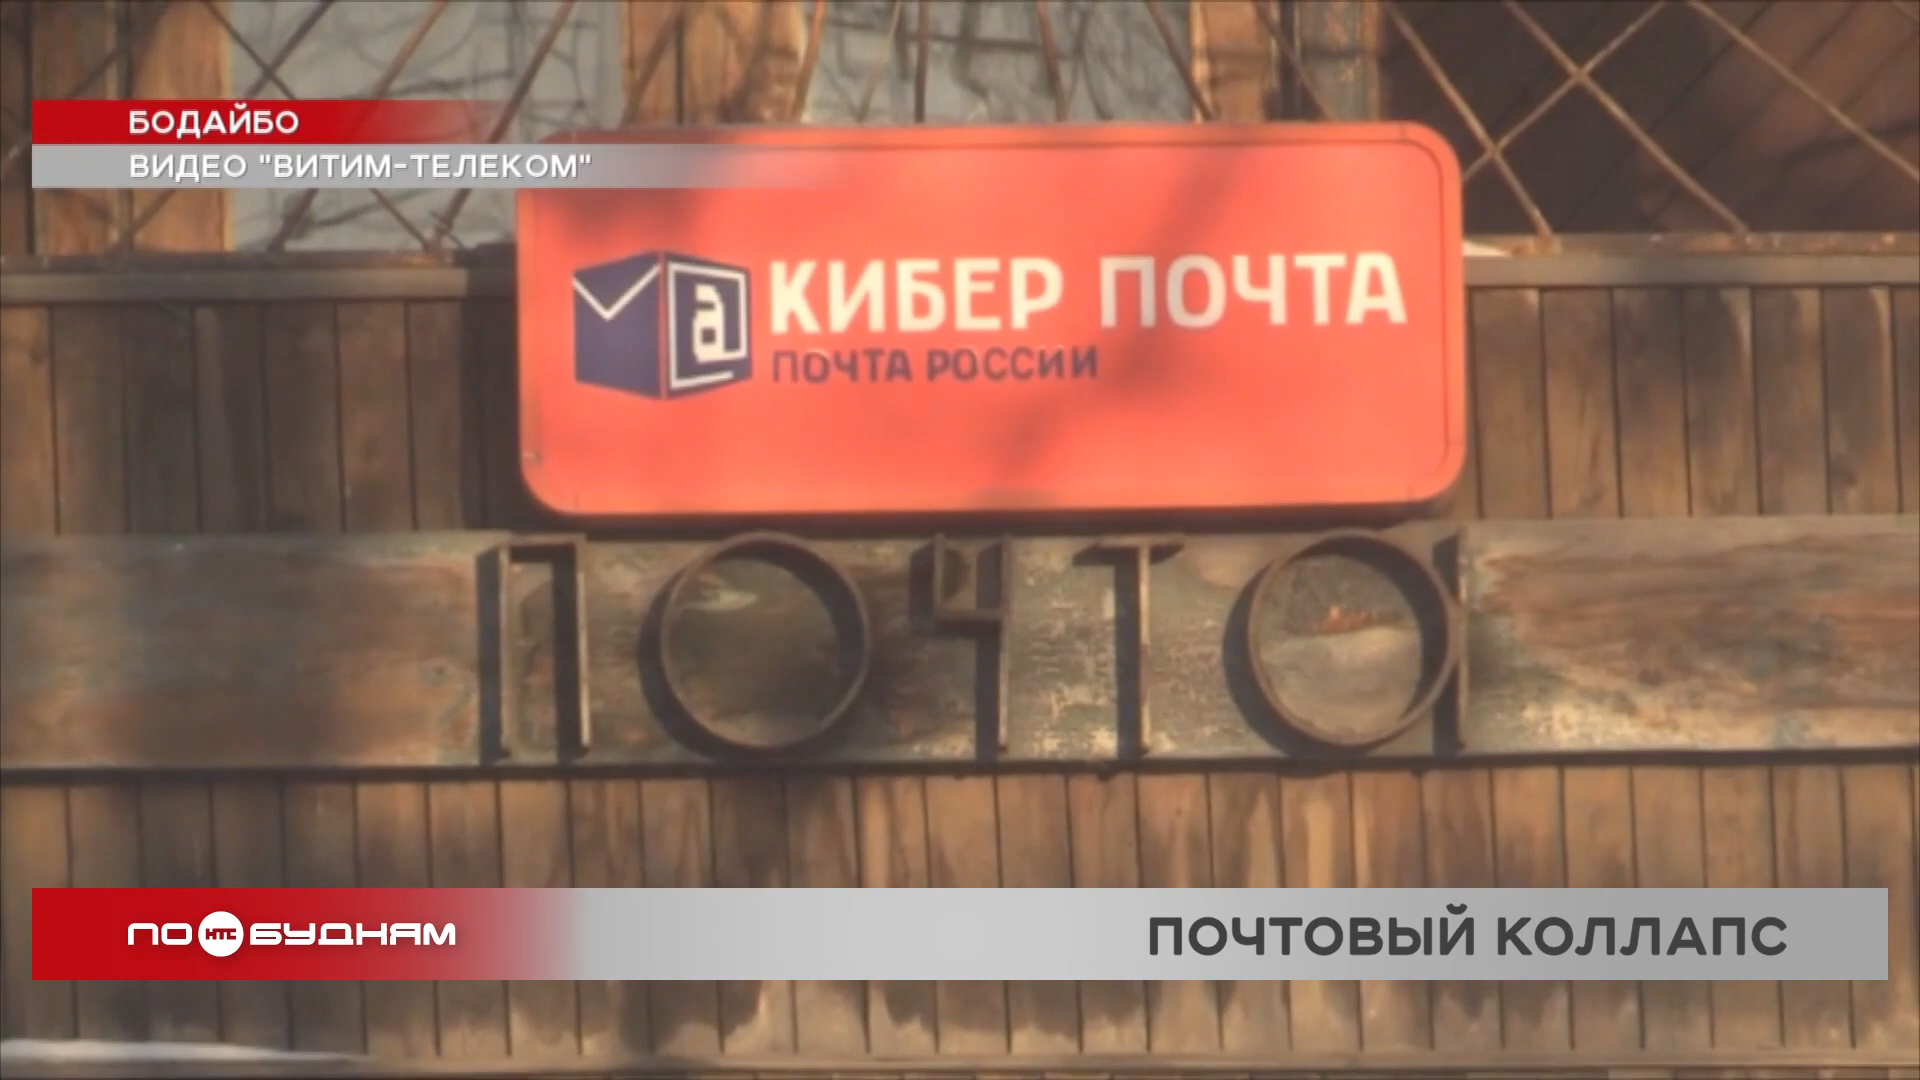 БОДАЙБО
ВИДЕО "ВИТИМ-ТЕЛЕКОМ"
@
КИБЕР ПОЧТА
ПОЧТА РОССИИ
ПОЧТА
ПО НТС БУДНЯМ
ПОЧТОВЫЙ КОЛЛАПС